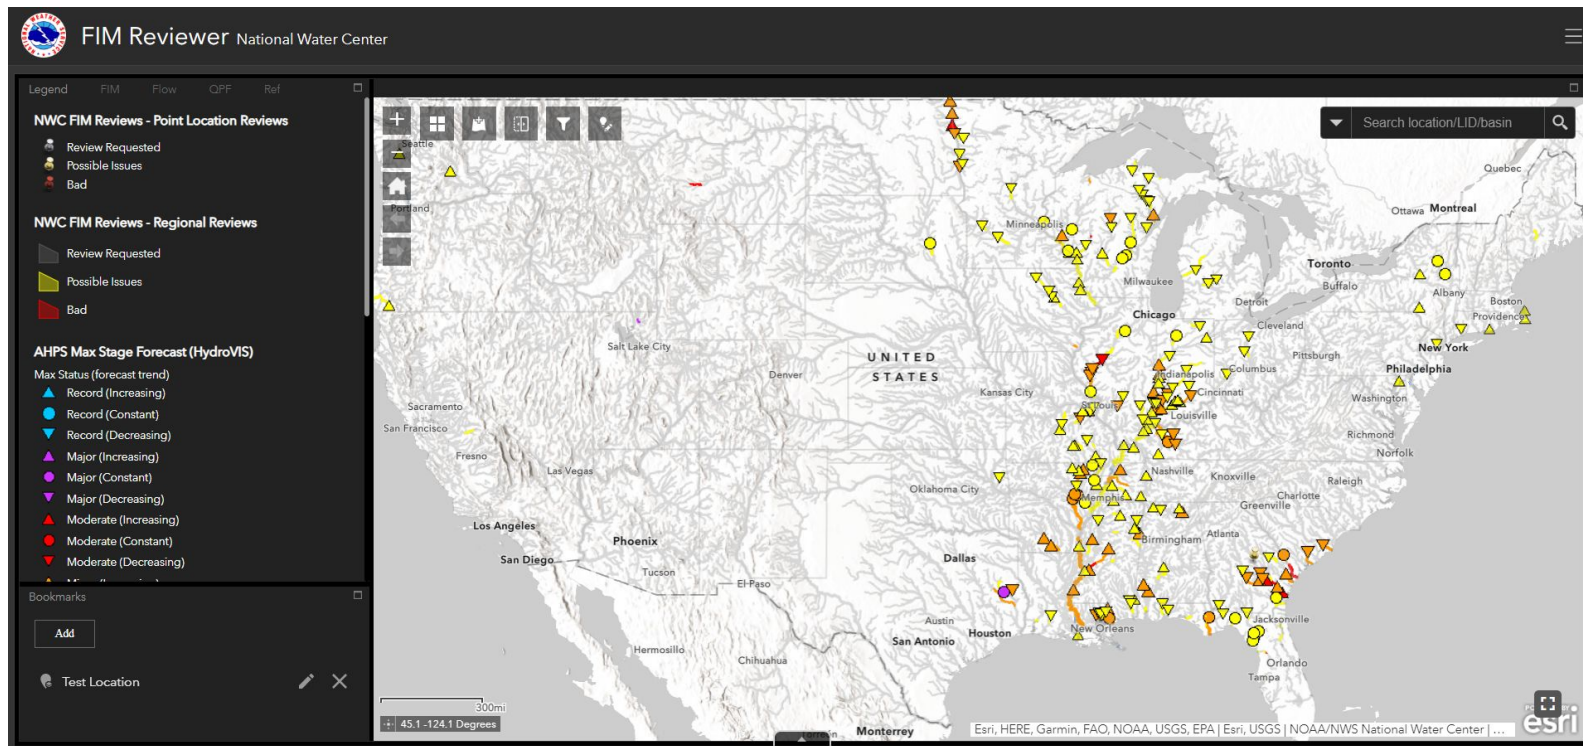 FIM Reviewer National Water Center
Legend FIM Flow QPF Ref
NWC FIM Reviews - Point Location Reviews
Review Requested
Possible Issues
Bad
NWC FIM Reviews - Regional Reviews
Review Requested
Possible Issues
Bad
AHPS Max Stage Forecast (HydroVIS)
Max Status (forecast trend)
Record (Increasing)
Record (Constant)
Record (Decreasing)
Major (Increasing)
Major (Constant)
Major (Decreasing)
Moderate (Increasing)
Moderate (Constant)
Moderate (Decreasing)
Bookmarks
Add
Test Location
Search location/LID/basin
Seattle
Portland
Quebec
Ottawa Montreal
Minneapolis
Toronto
Buffalo
Milwaukee
Albany
Detroit
Boston
Chicago
Providence
Cleveland
Salt Lake City
UNITED
STATES
New York
Pittsburgh
Denver
Indianapolis
Columbus
Philadelphia
Kansas City
Cincinnati
Washington
Sacramento
St Louis
Louisville
San Francisco
Richmond
Fresno
Norfolk
Las Vegas
Nashville
Knoxville
Raleigh
Oklahoma City
Memphis
Charlotte
Greenville
Los Angeles
Phoenix
Birmingham
Atlanta
San Diego
Dallas
Tucson
El Paso
Austin
Jacksonville
Houston
New Orleans
San Antonio
Hermosillo
Chihuahua
Orlando
Tampa
300mi
45.1 -124.1 Degrees
Monterrey
Esri, HERE, Garmin, FAO, NOAA, USGS, EPA | Esri, USGS | NOAA/NWS National Water Center | ...
esri